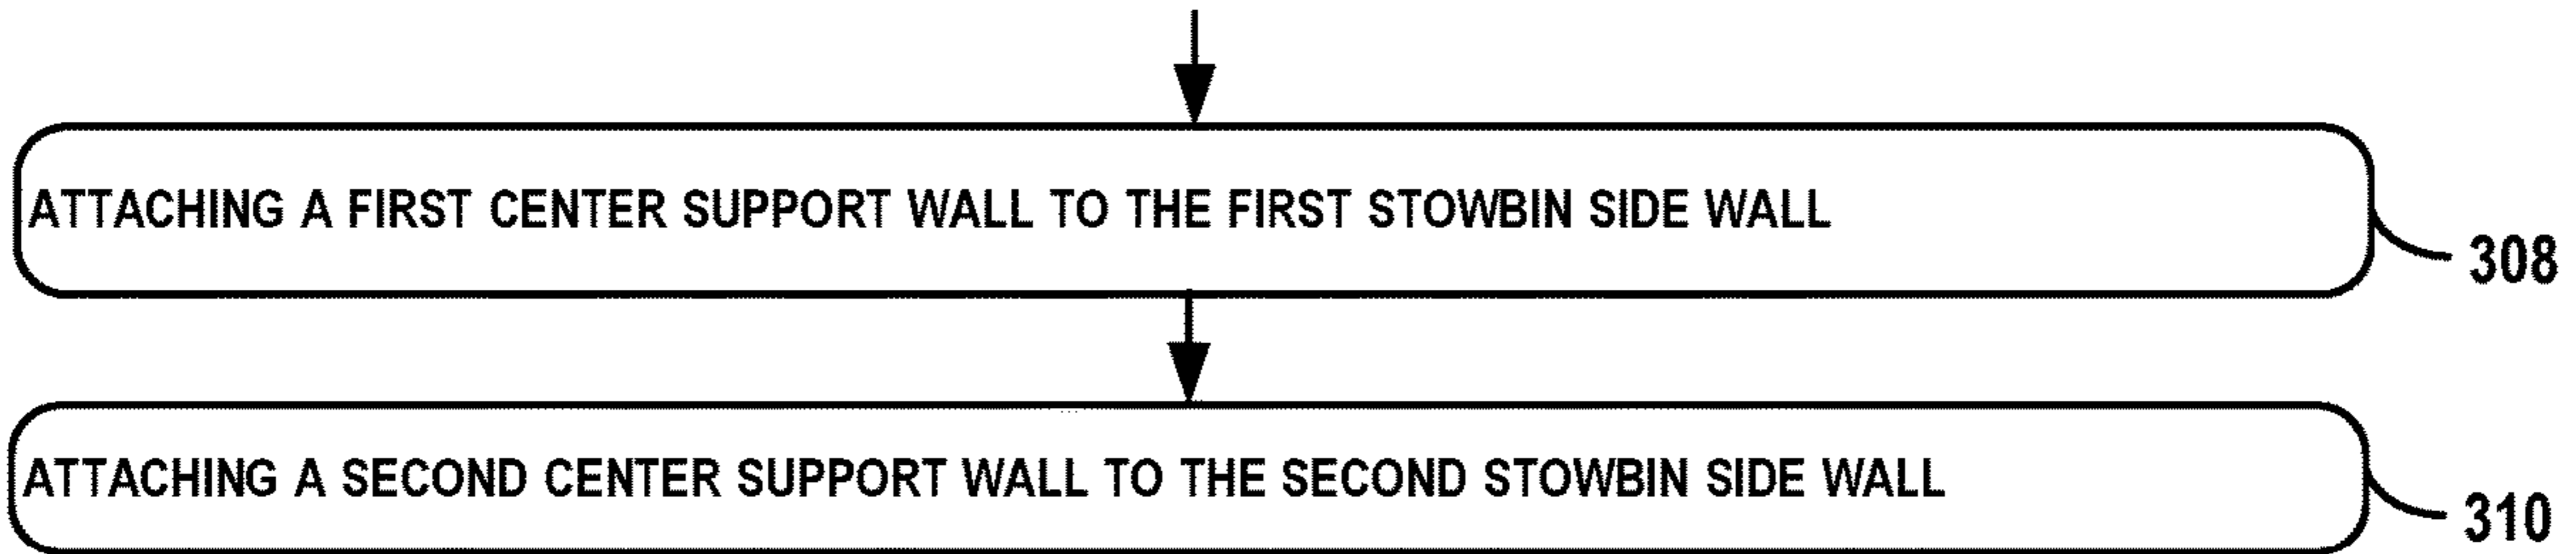 ATTACHING A FIRST CENTER SUPPORT WALL TO THE FIRST STOWBIN SIDE WALL
308
ATTACHING A SECOND CENTER SUPPORT WALL TO THE SECOND STOWBIN SIDE WALL
310